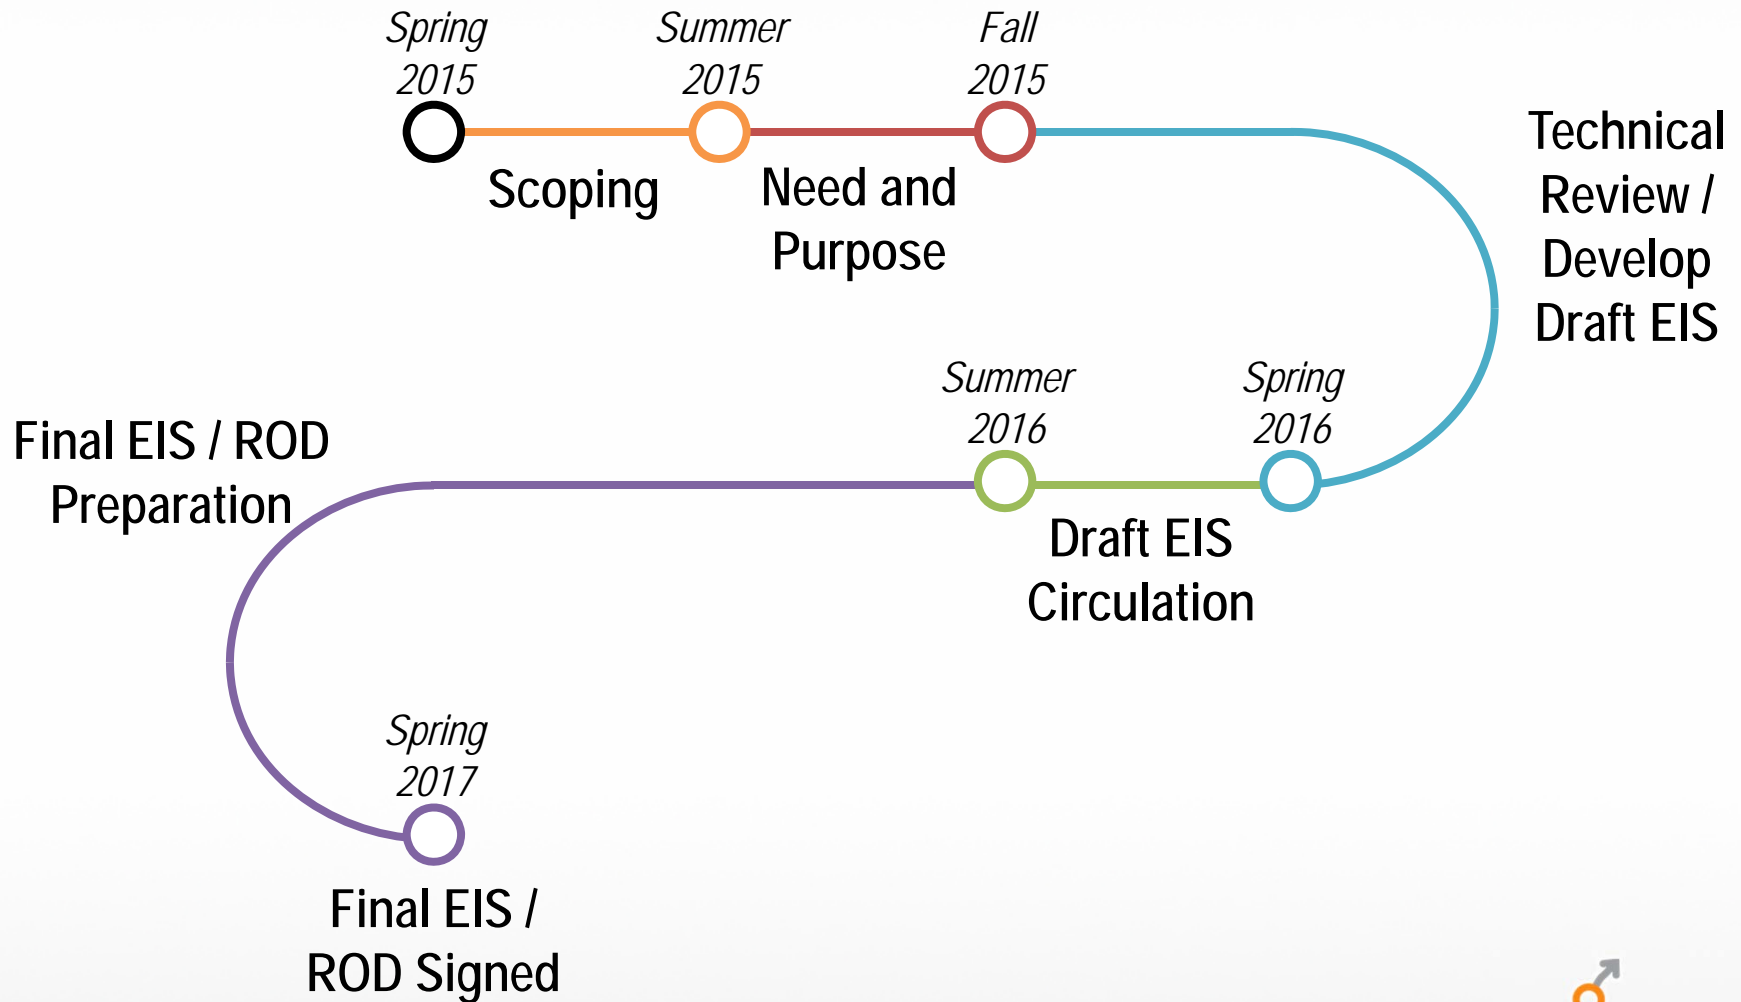 Spring
2015
Summer
2015
Fall
2015
Scoping
Need and
Purpose
Technical
Review /
Develop
Draft EIS
Spring
2016
Summer
2016
Draft EIS
Circulation
Final EIS / ROD
Preparation
Spring
2017
Final EIS /
ROD Signed